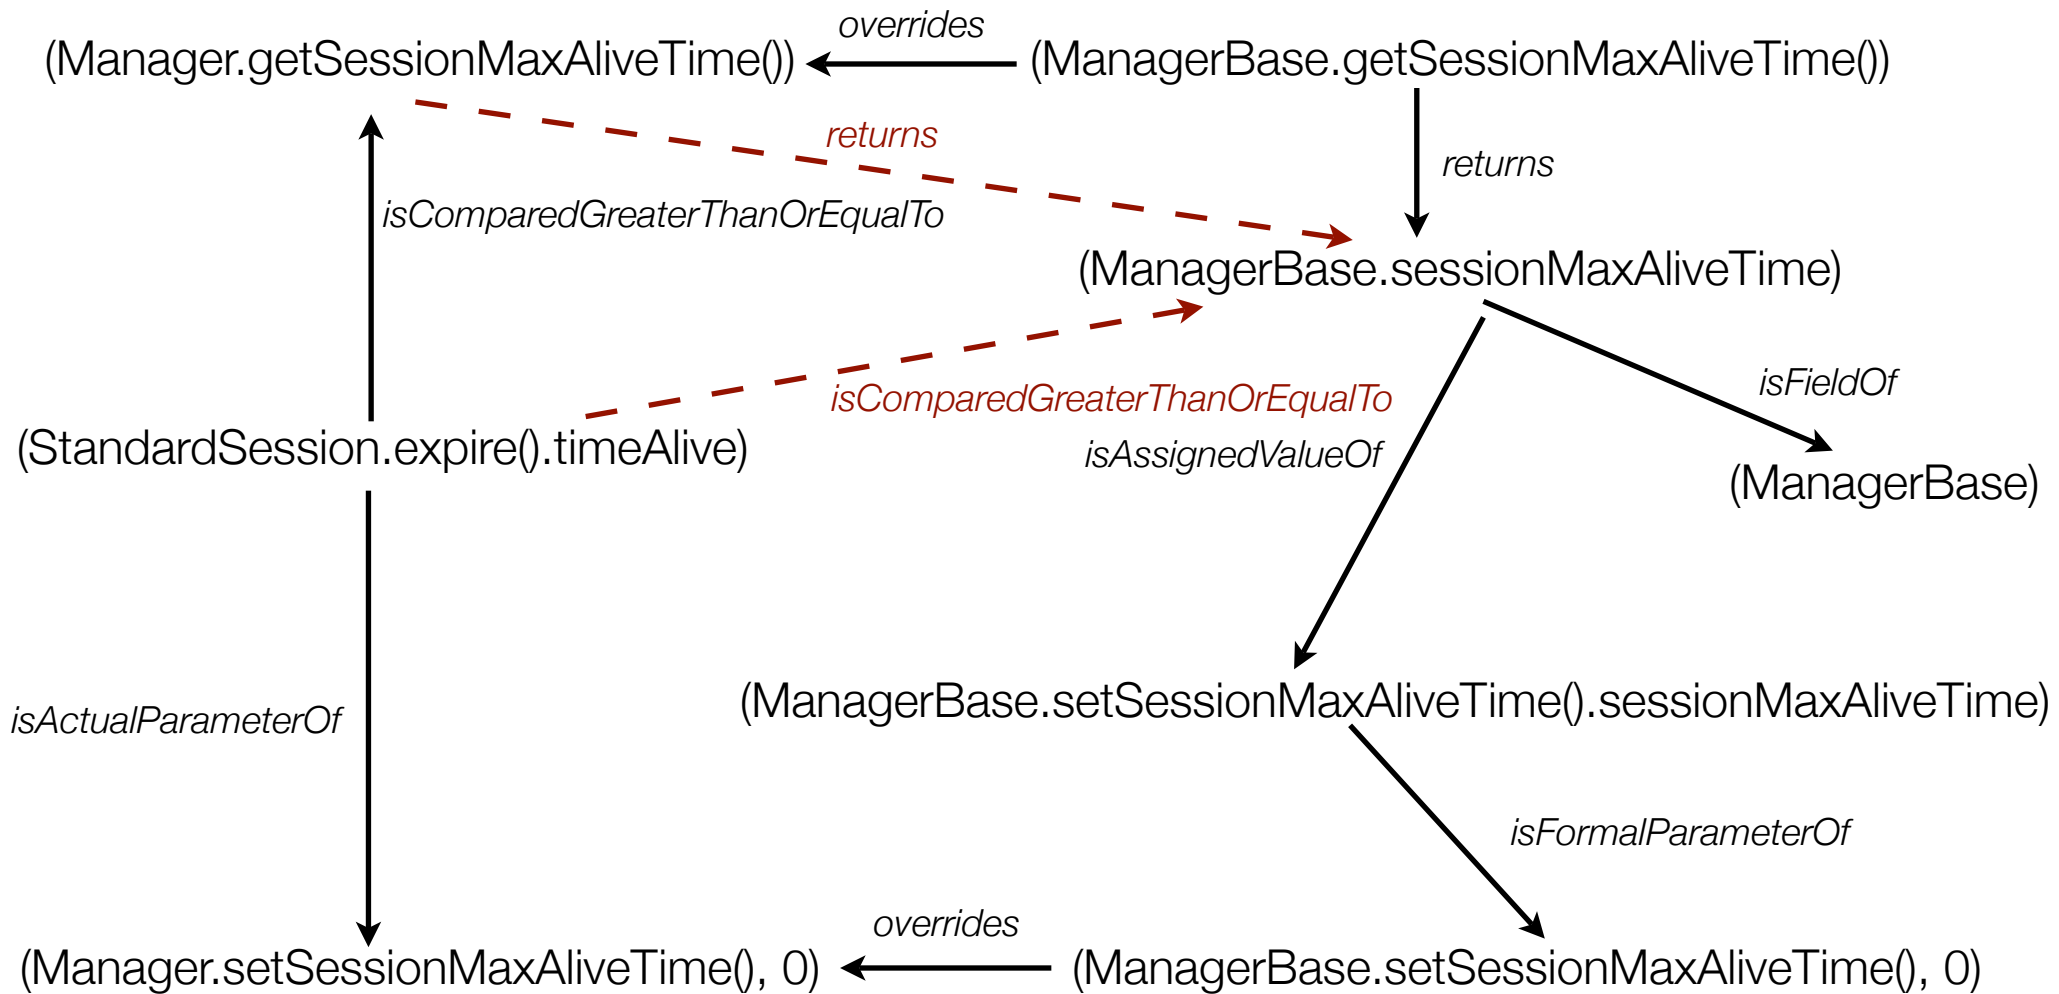 overrides
(Manager.getSessionMaxAliveTime())
(ManagerBase.getSessionMaxAliveTime())
returns
returns
isComparedGreaterThanOrEqualTo
(ManagerBase.sessionMaxAliveTime)
isFieldOf
isComparedGreaterThanOrEqualTo
(StandardSession.expire().timeAlive)
isAssignedValueOf
(ManagerBase)
(ManagerBase.setSessionMaxAliveTime().sessionMaxAliveTime)
isActualParameterOf
isFormalParameterOf
overrides
(Manager.setSessionMaxAliveTime(), 0)
(ManagerBase.setSessionMaxAliveTime(), 0)